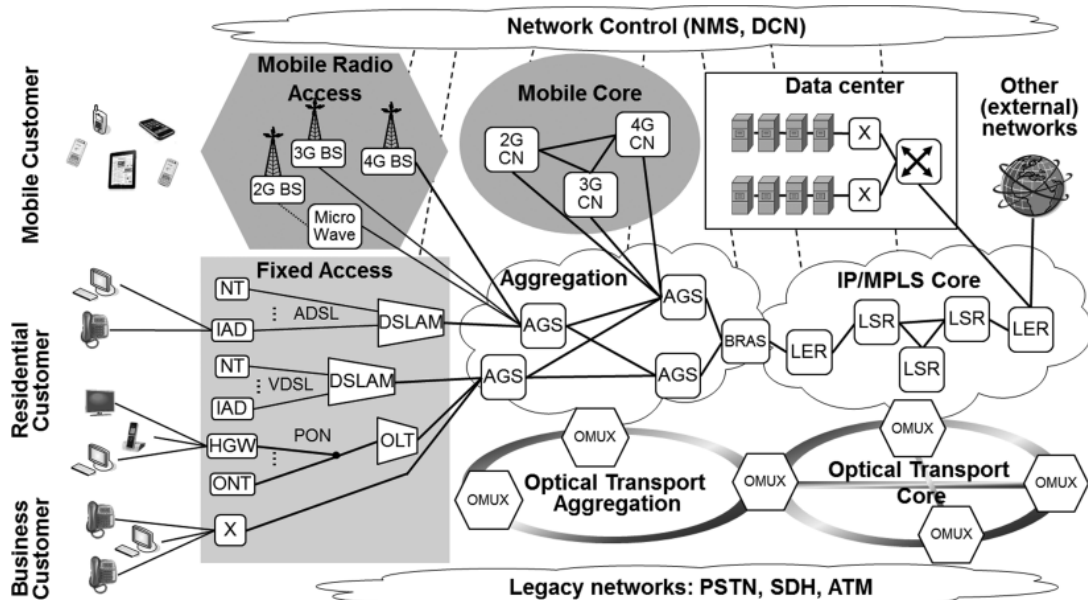 Network Control (NMS, DCN)
Mobile Customer
Mobile Radio
Access
2G BS
3G BS
4G BS
Micro
Wave
Mobile Core
2G
CN
4G
CN
3G
CN
Data center
X
X
Other
(external)
networks
Residential
Customer
Fixed Access
NT
ADSL
IAD
DSLAM
NT
VDSL
IAD
DSLAM
HGW
PON
ONT
OLT
X
Aggregation
AGS
AGS
AGS
AGS
BRAS
IP/MPLS Core
LER
LSR
LSR
LSR
LER
Business
Customer
OMUX
OMUX
OMUX
Optical Transport
Aggregation
OMUX
OMUX
OMUX
Optical Transport
Core
Legacy networks: PSTN, SDH, ATM